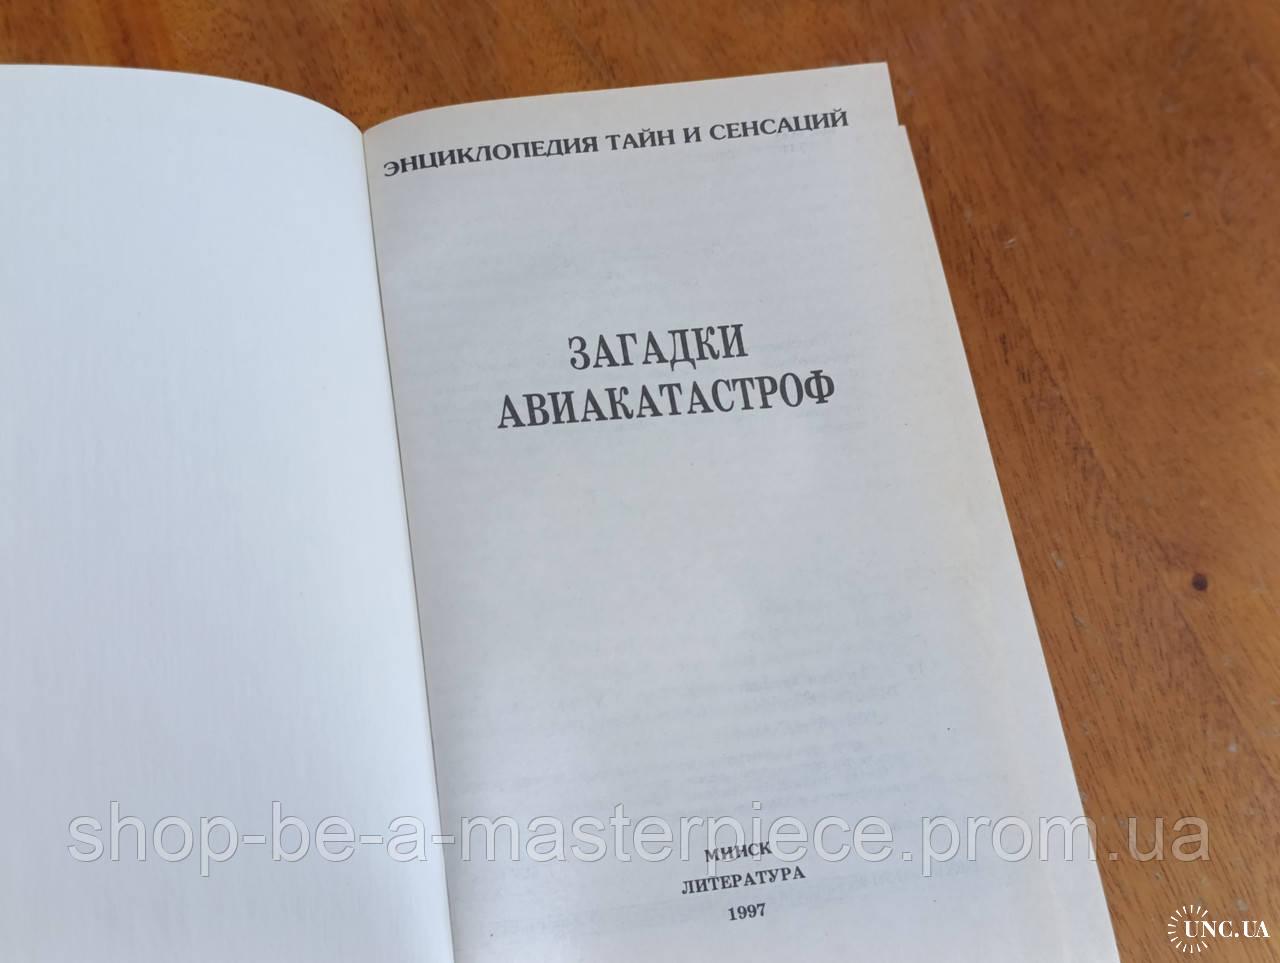 ЭНЦИКЛОПЕДИЯ ТАЙН И СЕНСАЦИЙ
ЗАГАДКИ
АВИАКАТАСТРОФ
shop-be-a-masterpiece.prom.ua
МИНСК
ЛИТЕРАТУРА
1997
UNC.UA